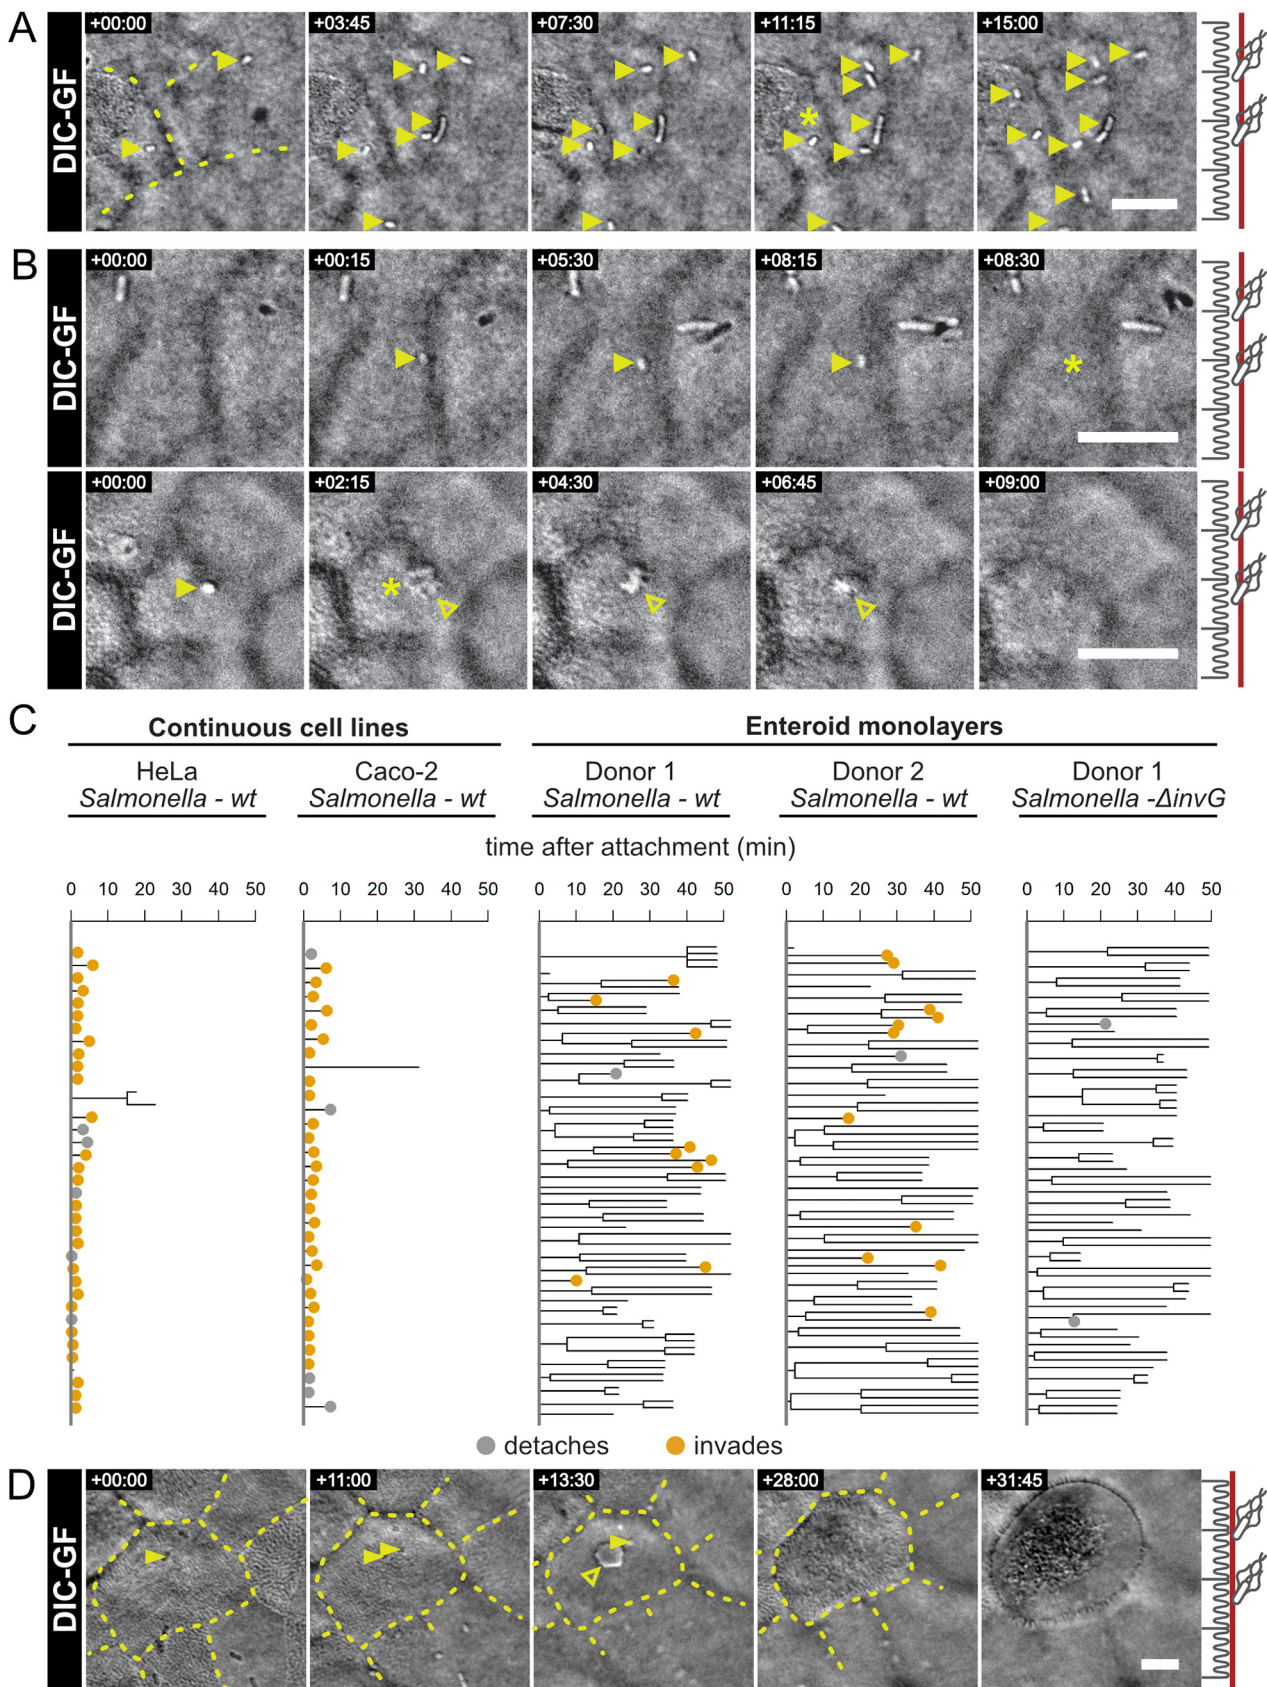 A
DIC-GF
+00:00
+03:45
+07:30
+11:15
+15:00
*
B
DIC-GF
+00:00
+00:15
+05:30
+08:15
+08:30
*
DIC-GF
+00:00
+02:15
+04:30
+06:45
+09:00
*
C
Continuous cell lines
Enteroid monolayers
HeLa
Salmonella - wt
Caco-2
Salmonella - wt
Donor 1
Salmonella - wt
Donor 2
Salmonella - wt
Donor 1
Salmonella -ΔinvG
time after attachment (min)
0 10 20 30 40 50
0 10 20 30 40 50
0 10 20 30 40 50
0 10 20 30 40 50
0 10 20 30 40 50
detaches
invades
D
DIC-GF
+00:00
+11:00
+13:30
+28:00
+31:45